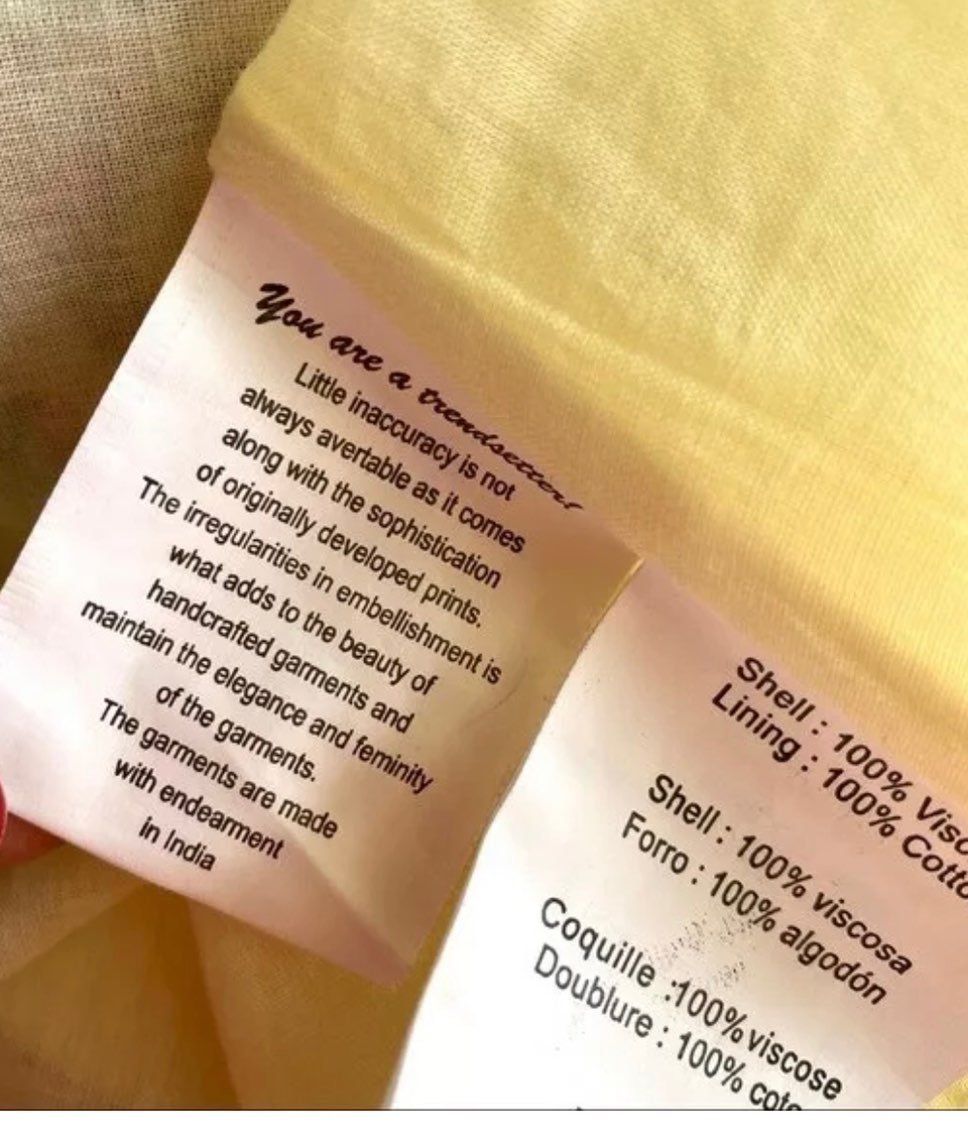 You are a trendsetter!
Little inaccuracy is not
always avertable as it comes
along with the sophistication
of originally developed prints.
The irregularities in embellishment is
what adds to the beauty of
handcrafted garments and
maintain the elegance and feminity
of the garments.
The garments are made
with endearment
in India
Shell : 100% Visc
Lining : 100% Cotto
Shell : 100% viscosa
Forro : 100% algodón
Coquille :100%viscose
Doublure : 100% coto